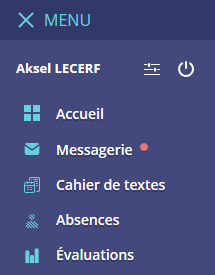 MENU
Aksel LECERF
Accueil
Messagerie
Cahier de textes
Absences
Évaluations